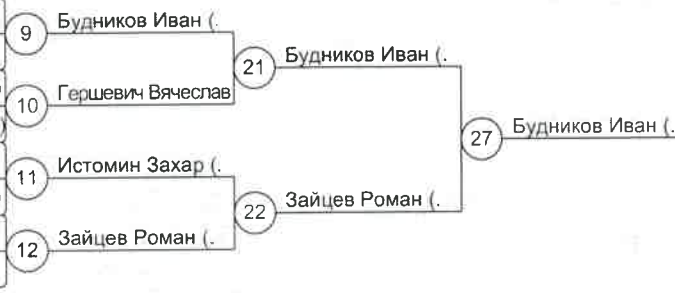 9
Будников Иван (.
21
Будников Иван (.
10
Гершевич Вячеслав
27
Будников Иван (.
11
Истомин Захар (.
22
Зайцев Роман (.
12
Зайцев Роман (.